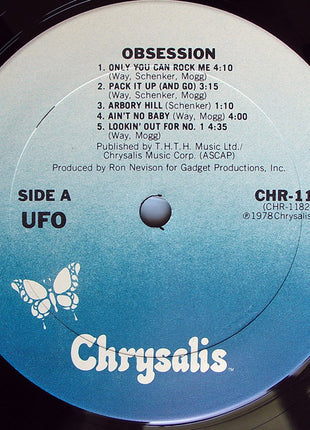 OBSESSION
1. ONLY YOU CAN ROCK ME 4:10
(Way, Schenker, Mogg)
2. PACK IT UP (AND GO) 3:15
(Way, Schenker, Mogg)
3. ARBORY HILL (Schenker) 1:10
4. AIN'T NO BABY (Way, Mogg) 4:00
5. LOOKIN' OUT FOR NO. 1 4:35
(Way, Mogg)
Published by T.H.T.H. Music Ltd./
Chrysalis Music Corp. (ASCAP)
Produced by Ron Nevison for Gadget Productions, Inc.
SIDE A
UFO
CHR-11
(CHR-1182
℗1978 Chrysalis
Chrysalis™